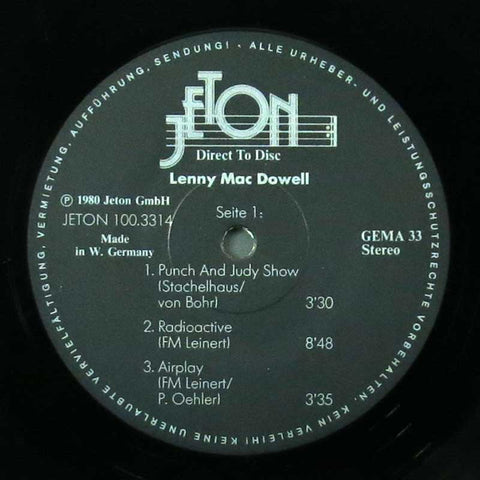 ALLE URHEBER- UND LEISTUNGSSCHUTZRECHTE VORBEHALTEN. KEIN VERLEIH! KEINE UNERLAUBTE VERVIELFÄLTIGUNG, VERMIETUNG, AUFFÜHRUNG, SENDUNG! -
JETON
Direct To Disc
Lenny Mac Dowell
℗ 1980 Jeton GmbH
JETON 100.3314
Seite 1:
Made
in W. Germany
GEMA 33
Stereo
1. Punch And Judy Show
(Stachelhaus/
von Bohr) 3'30
2. Radioactive
(FM Leinert) 8'48
3. Airplay
(FM Leinert/
P. Oehler) 3'35